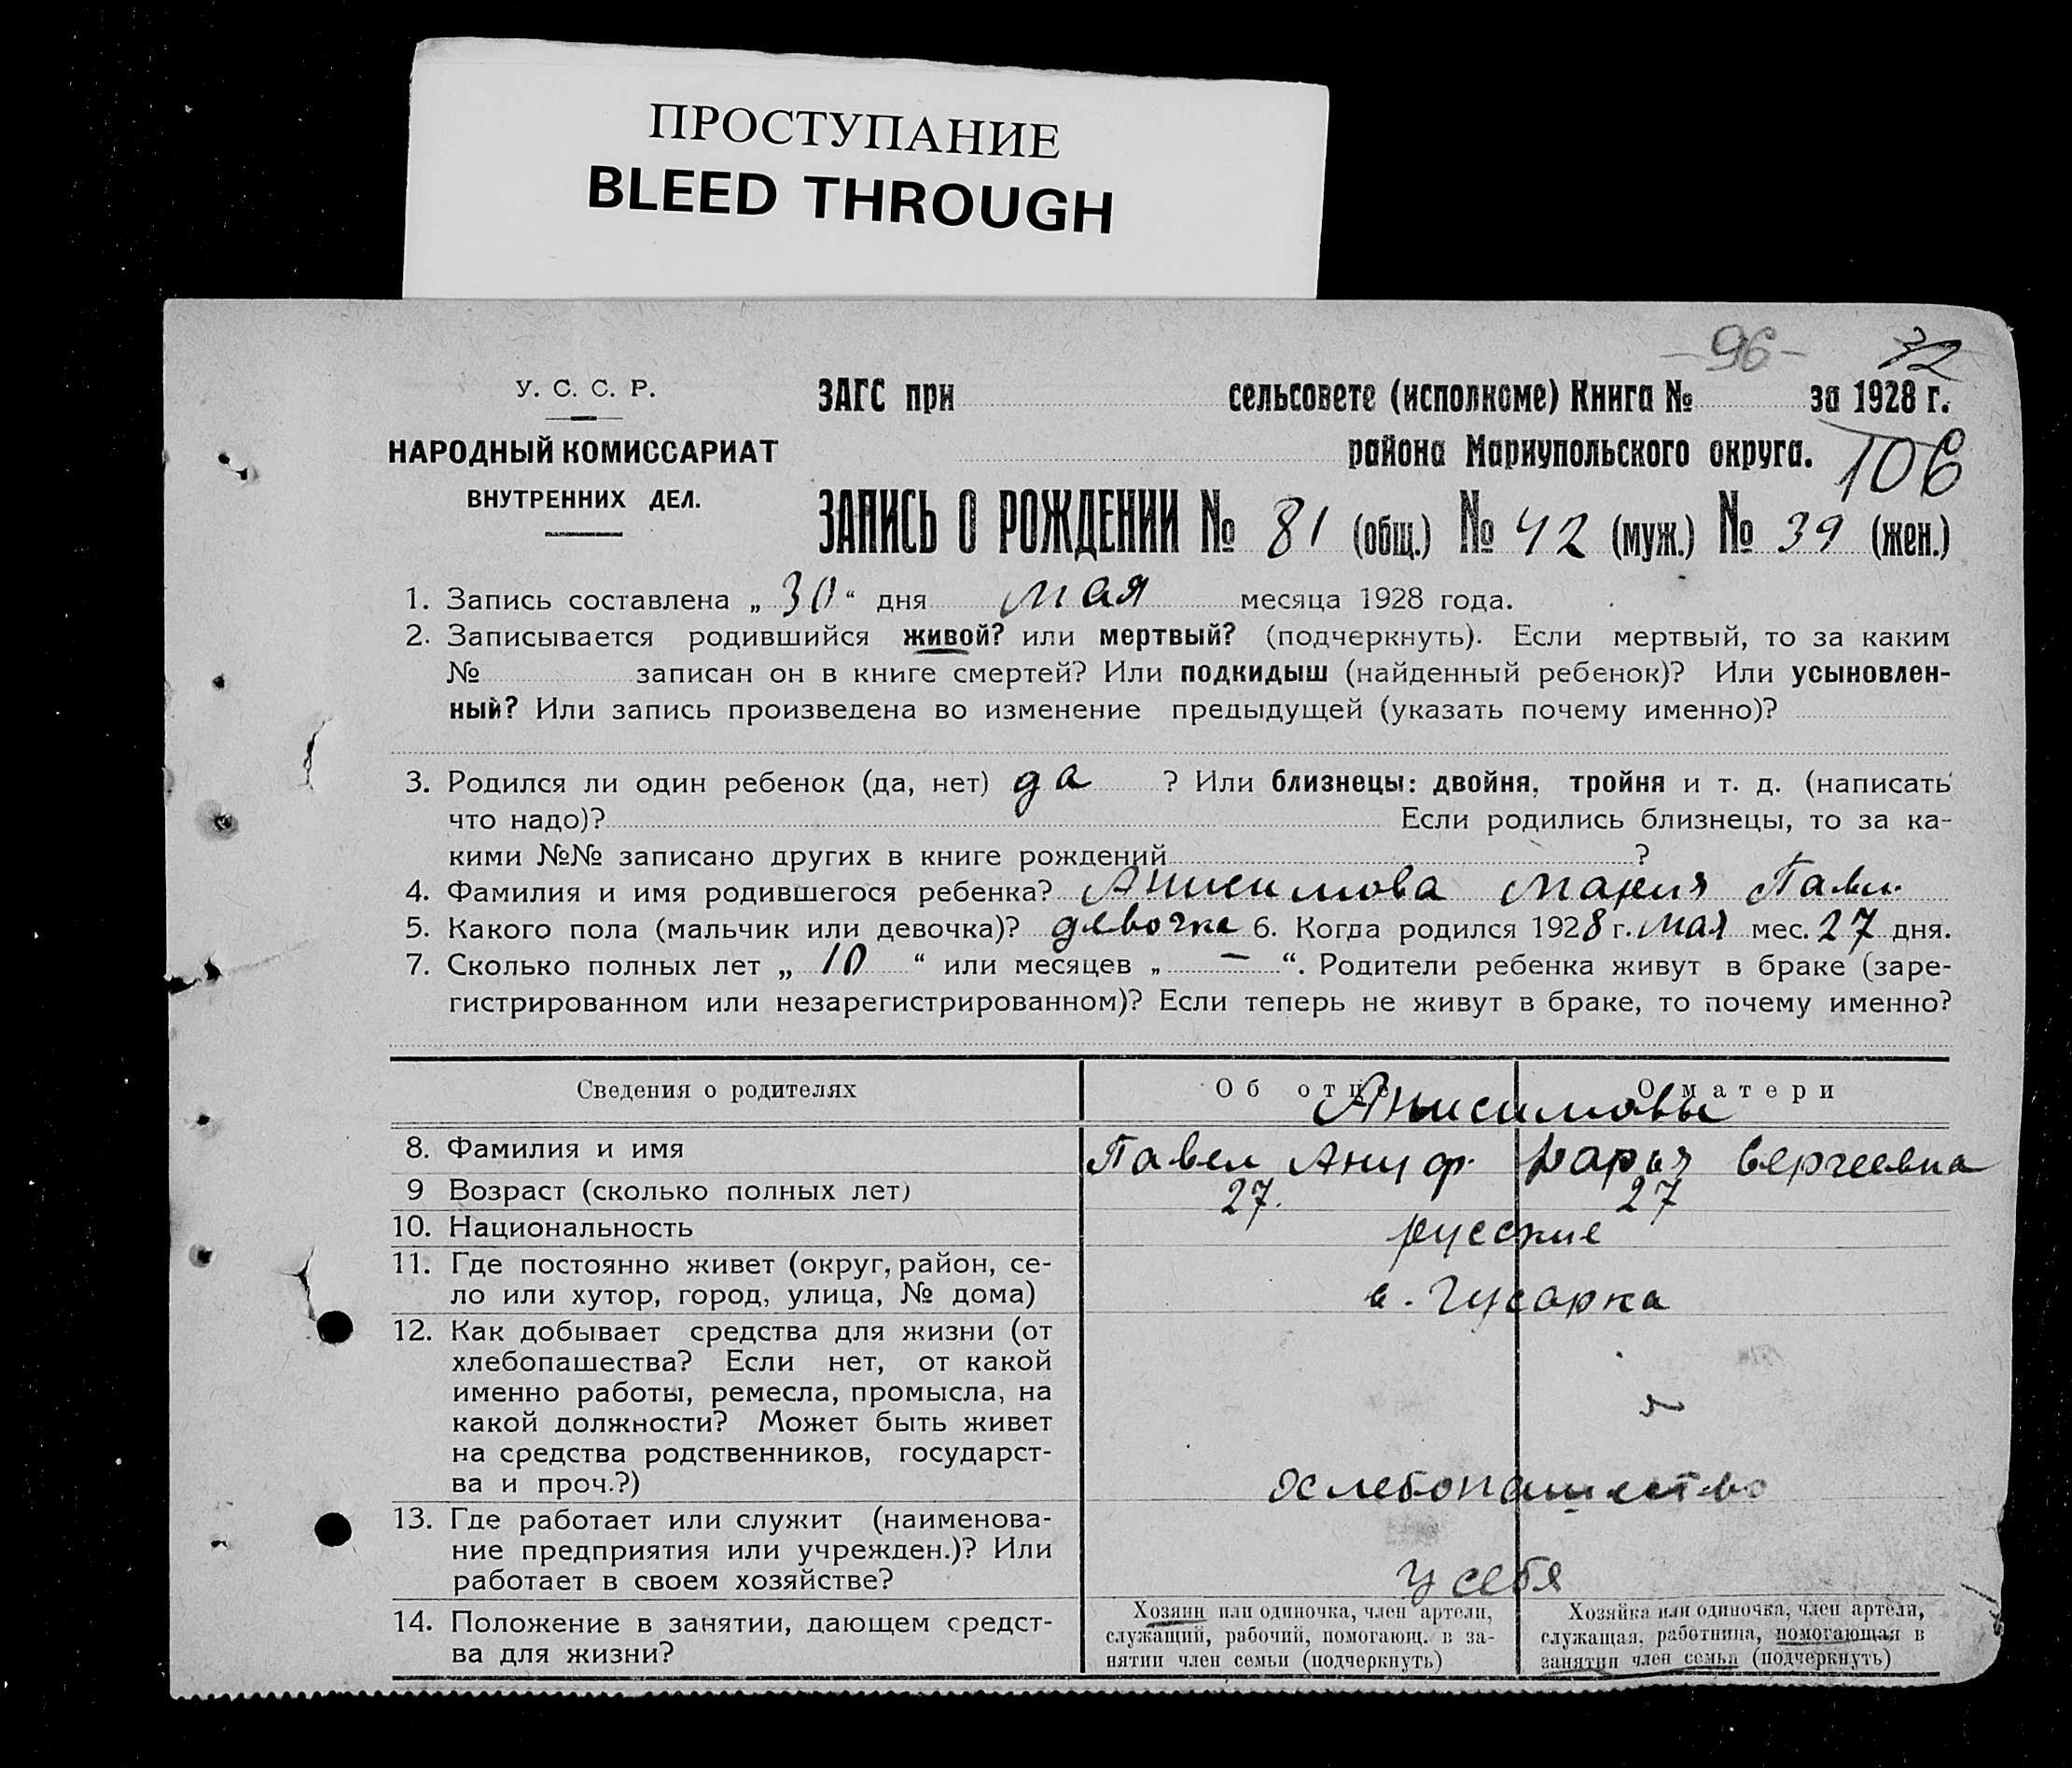 ПРОСТУПАНИЕ
BLEED THROUGH
-96- 72
У. С. С. Р.
НАРОДНЫЙ КОМИССАРИАТ
ВНУТРЕННИХ ДЕЛ.
ЗАГС при сельсовете (исполкоме) Книга № за 1928 г.
района Мариупольского округа. 106
ЗАПИСЬ О РОЖДЕНИИ № 81 (общ.) № 42 (муж.) № 39 (жен.)
1. Запись составлена „30“ дня мая месяца 1928 года.
2. Записывается родившийся живой? или мертвый? (подчеркнуть). Если мертвый, то за каким
№ записан он в книге смертей? Или подкидыш (найденный ребенок)? Или усыновлен-
ный? Или запись произведена во изменение предыдущей (указать почему именно)?
3. Родился ли один ребенок (да, нет) да ? Или близнецы: двойня, тройня и т. д. (написать
что надо)? Если родились близнецы, то за ка-
кими №№ записано других в книге рождений ?
4. Фамилия и имя родившегося ребенка? Анисимова Мария Павл.
5. Какого пола (мальчик или девочка)? девочка 6. Когда родился 1928 г. мая мес. 27 дня.
7. Сколько полных лет „ 10 “ или месяцев „ — “. Родители ребенка живут в браке (заре-
гистрированном или незарегистрированном)? Если теперь не живут в браке, то почему именно?
Сведения о родителях Об отце О матери
Анисимовы
8. Фамилия и имя Павел Ануф. Дарья Сергеевна
9 Возраст (сколько полных лет) 27. 27
10. Национальность русские
11. Где постоянно живет (округ, район, се-
ло или хутор, город, улица, № дома) с. Гусарка
12. Как добывает средства для жизни (от
хлебопашества? Если нет, от какой
именно работы, ремесла, промысла, на
какой должности? Может быть живет
на средства родственников, государст-
ва и проч.?) Хлебопашество
13. Где работает или служит (наименова-
ние предприятия или учрежден.)? Или
работает в своем хозяйстве? у себя
14. Положение в занятии, дающем средст-
ва для жизни?
Хозяин или одиночка, член артели,
служащий, рабочий, помогающ. в за-
нятии член семьи (подчеркнуть)
Хозяйка или одиночка, член артели,
служащая, работница, помогающая в
занятии член семьи (подчеркнуть)